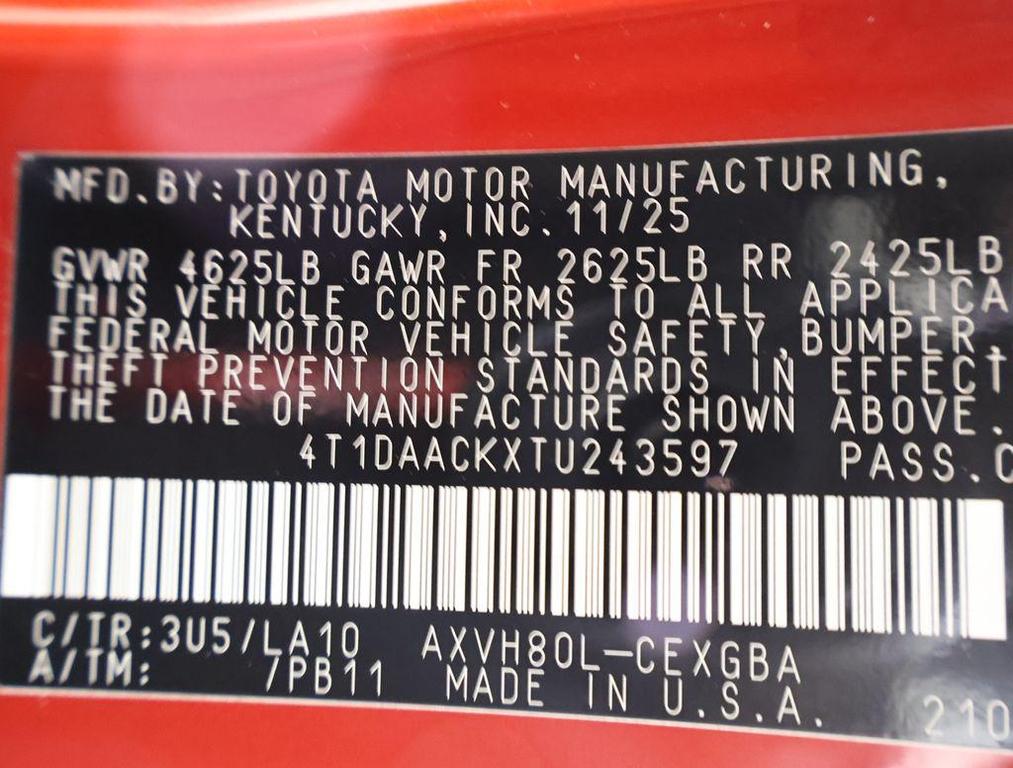 MFD.BY:TOYOTA MOTOR MANUFACTURING,
KENTUCKY, INC. 11/25
GVWR 4625LB GAWR FR 2625LB RR 2425LB
THIS VEHICLE CONFORMS TO ALL APPLICA
FEDERAL MOTOR VEHICLE SAFETY,BUMPER,
THEFT PREVENTION STANDARDS IN EFFECT
THE DATE OF MANUFACTURE SHOWN ABOVE.
4T1DAACKXTU243597 PASS.C
C/TR:3U5/LA10 AXVH80L-CEXGBA
A/TM: /PB11 MADE IN U.S.A. 210